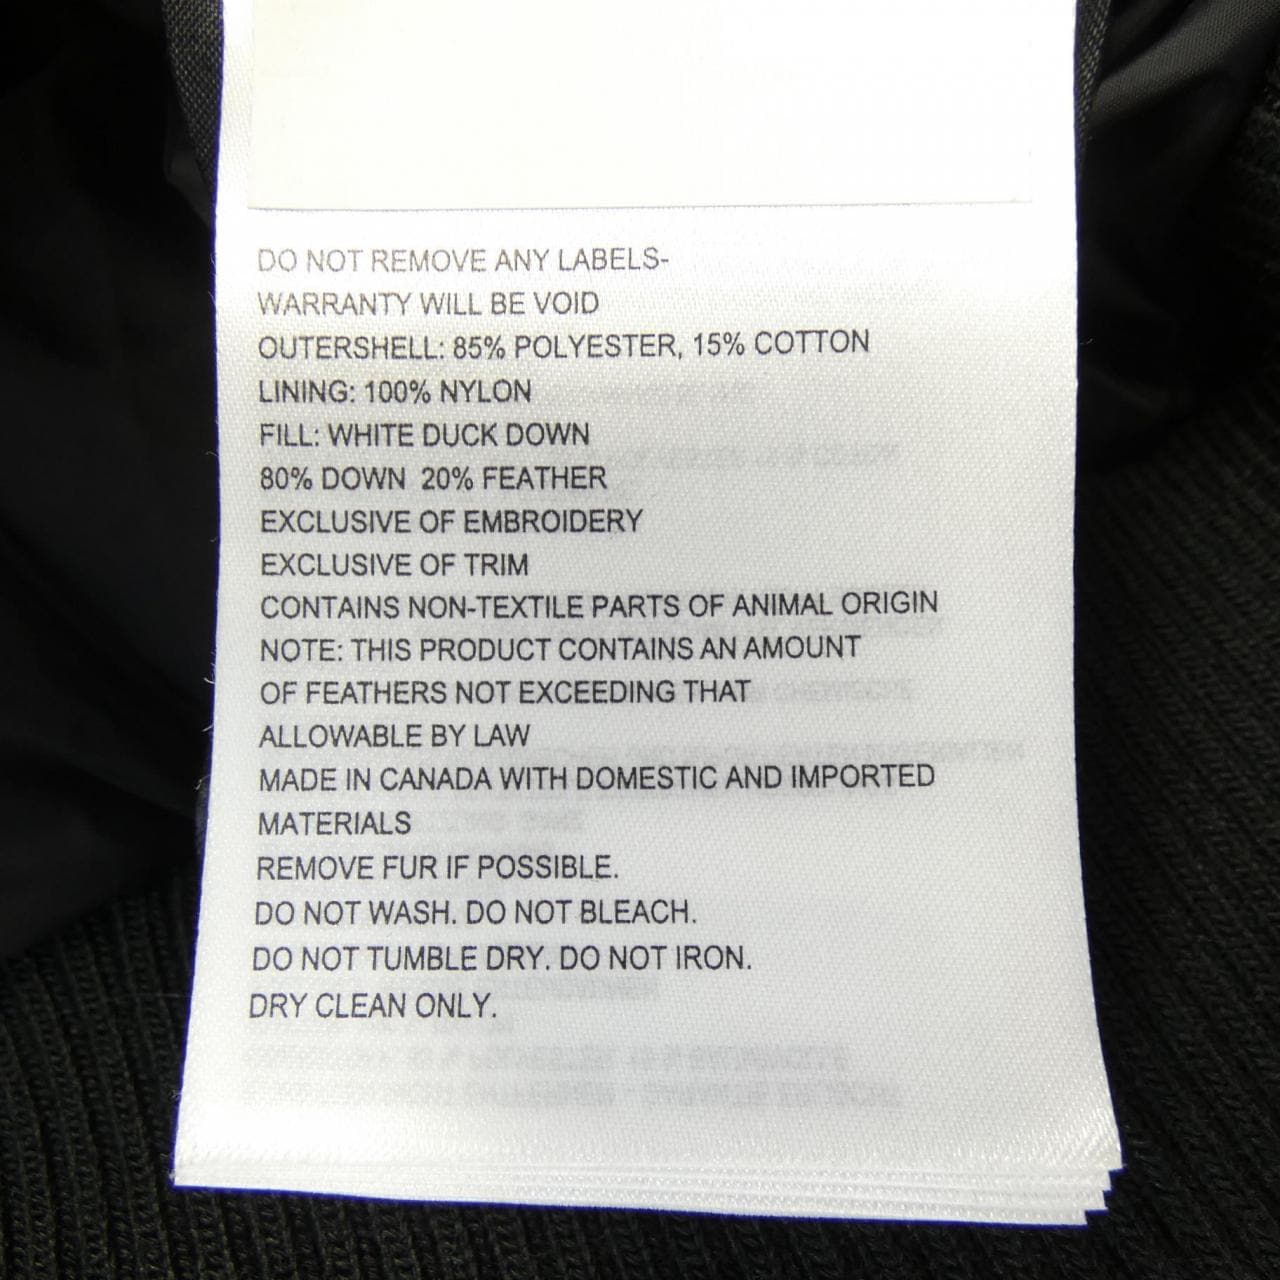 DO NOT REMOVE ANY LABELS-
WARRANTY WILL BE VOID
OUTERSHELL: 85% POLYESTER, 15% COTTON
LINING: 100% NYLON
FILL: WHITE DUCK DOWN
80% DOWN 20% FEATHER
EXCLUSIVE OF EMBROIDERY
EXCLUSIVE OF TRIM
CONTAINS NON-TEXTILE PARTS OF ANIMAL ORIGIN
NOTE: THIS PRODUCT CONTAINS AN AMOUNT
OF FEATHERS NOT EXCEEDING THAT
ALLOWABLE BY LAW
MADE IN CANADA WITH DOMESTIC AND IMPORTED
MATERIALS
REMOVE FUR IF POSSIBLE.
DO NOT WASH. DO NOT BLEACH.
DO NOT TUMBLE DRY. DO NOT IRON.
DRY CLEAN ONLY.